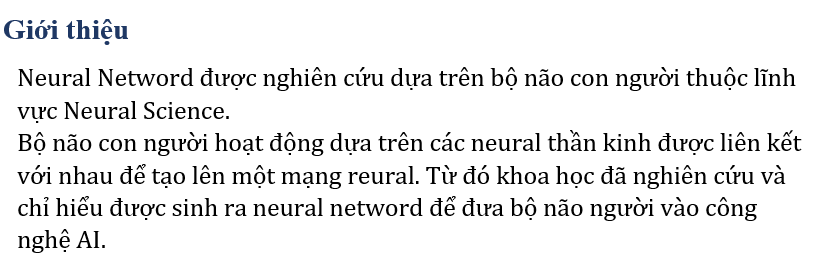 Giới thiệu
Neural Netword được nghiên cứu dựa trên bộ não con người thuộc lĩnh
vực Neural Science.
Bộ não con người hoạt động dựa trên các neural thần kinh được liên kết
với nhau để tạo lên một mạng reural. Từ đó khoa học đã nghiên cứu và
chỉ hiểu được sinh ra neural netword để đưa bộ não người vào công
nghệ AI.